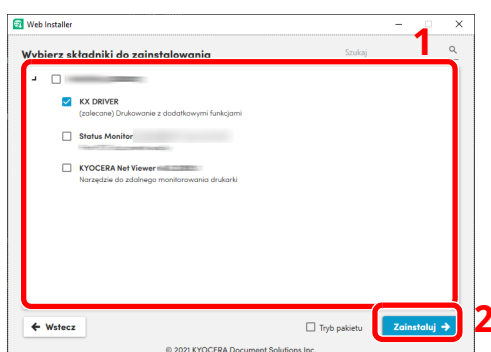 Web Installer
1
Wybierz składniki do zainstalowania
Szukaj
KX DRIVER
(zalecane) Drukowanie z dodatkowymi funkcjami
Status Monitor
KYOCERA Net Viewer
Narzędzie do zdalnego monitorowania drukarki
Wstecz
Tryb pakietu
Zainstaluj
2
© 2021 KYOCERA Document Solutions Inc.